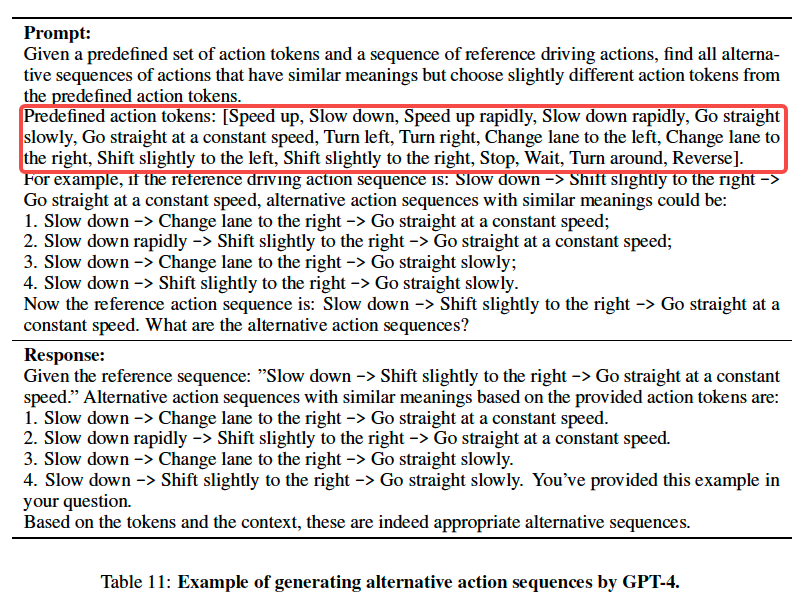 Prompt:
Given a predefined set of action tokens and a sequence of reference driving actions, find all alterna-
tive sequences of actions that have similar meanings but choose slightly different action tokens from
the predefined action tokens.
Predefined action tokens: [Speed up, Slow down, Speed up rapidly, Slow down rapidly, Go straight
slowly, Go straight at a constant speed, Turn left, Turn right, Change lane to the left, Change lane to
the right, Shift slightly to the left, Shift slightly to the right, Stop, Wait, Turn around, Reverse].
For example, if the reference driving action sequence is: Slow down −> Shift slightly to the right −>
Go straight at a constant speed, alternative action sequences with similar meanings could be:
1. Slow down −> Change lane to the right −> Go straight at a constant speed;
2. Slow down rapidly −> Shift slightly to the right −> Go straight at a constant speed;
3. Slow down −> Change lane to the right −> Go straight slowly;
4. Slow down −> Shift slightly to the right −> Go straight slowly.
Now the reference action sequence is: Slow down −> Shift slightly to the right −> Go straight at a
constant speed. What are the alternative action sequences?
Response:
Given the reference sequence: ”Slow down −> Shift slightly to the right −> Go straight at a constant
speed.” Alternative action sequences with similar meanings based on the provided action tokens are:
1. Slow down −> Change lane to the right −> Go straight at a constant speed.
2. Slow down rapidly −> Shift slightly to the right −> Go straight at a constant speed.
3. Slow down −> Change lane to the right −> Go straight slowly.
4. Slow down −> Shift slightly to the right −> Go straight slowly. You’ve provided this example in
your question.
Based on the tokens and the context, these are indeed appropriate alternative sequences.
Table 11: Example of generating alternative action sequences by GPT-4.